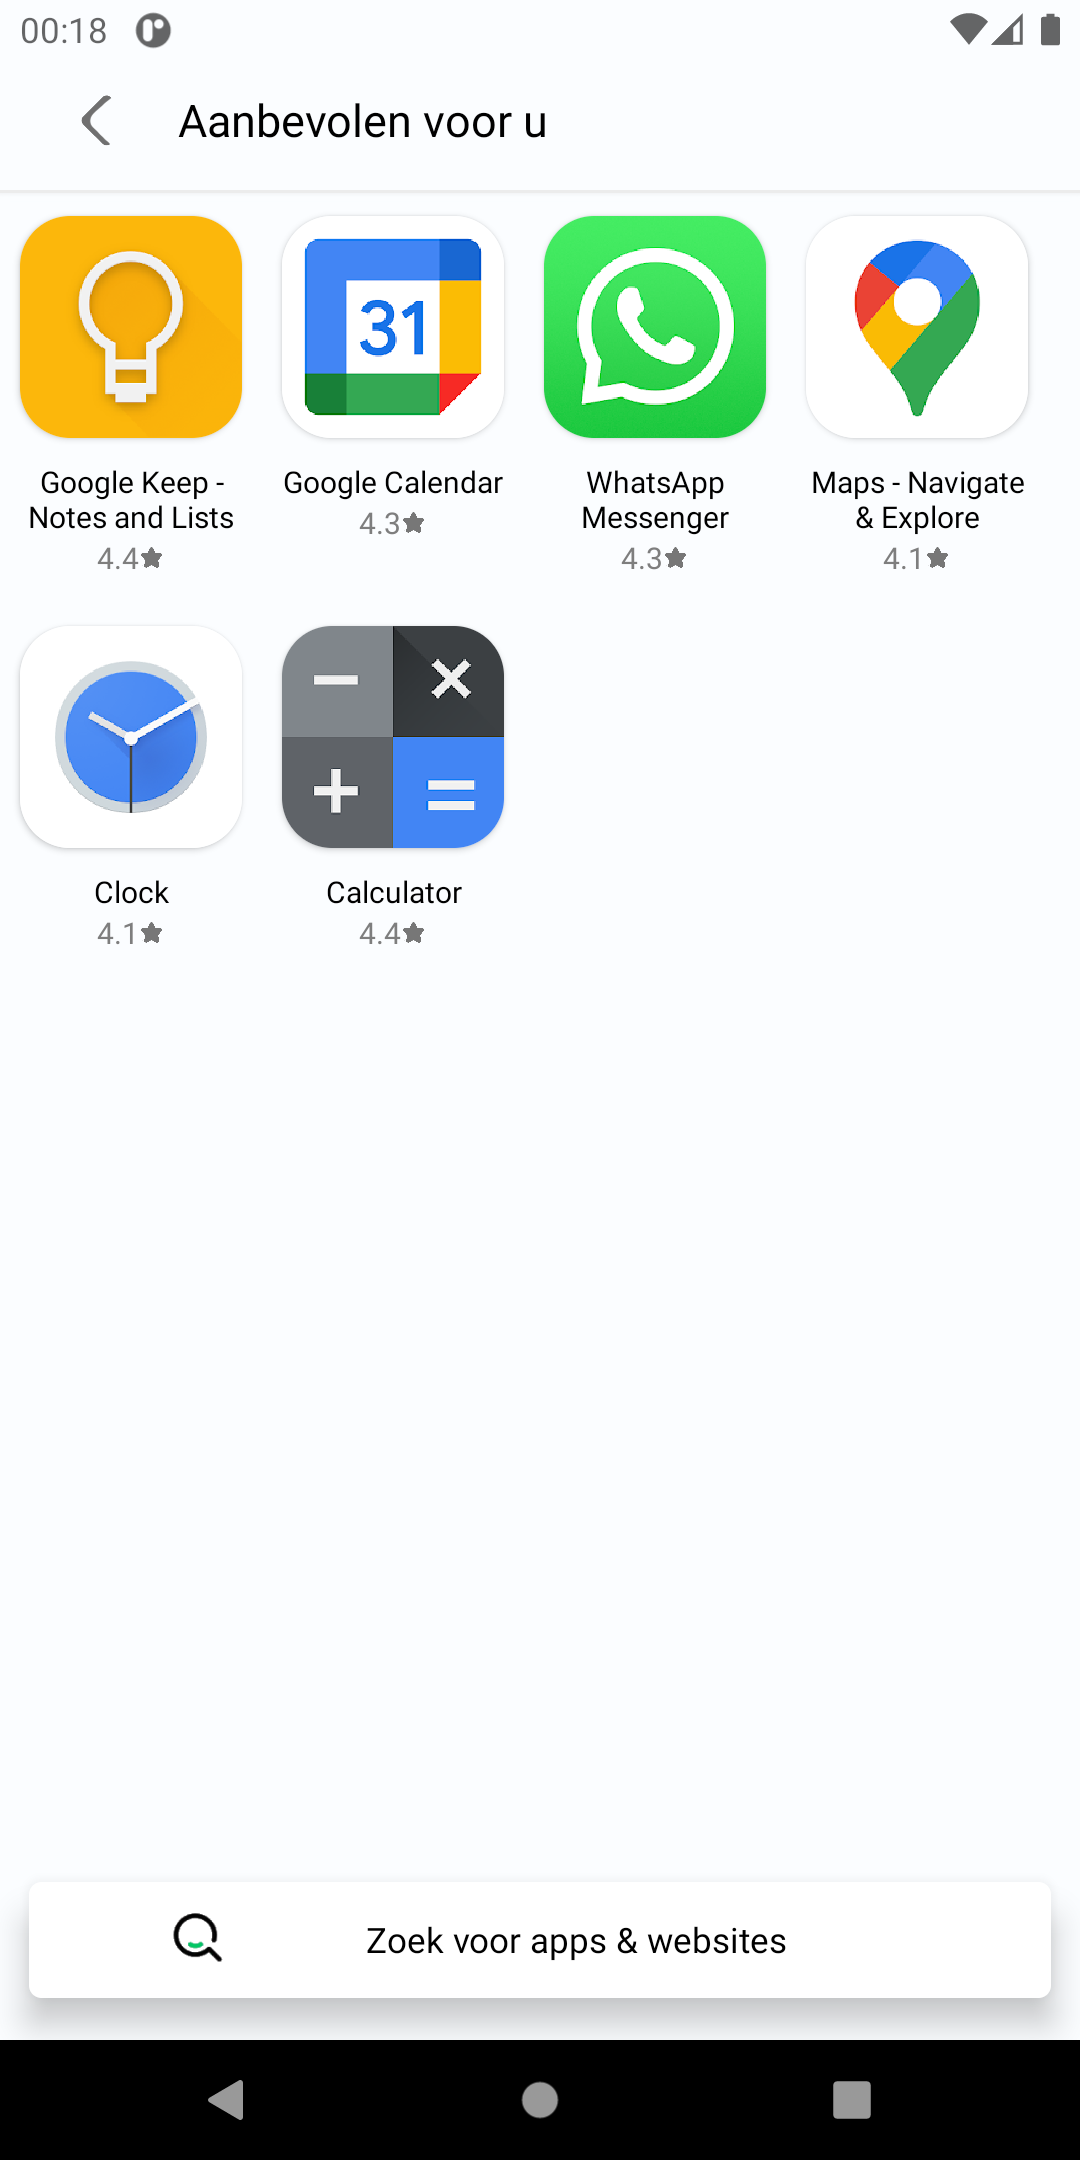 00:18
Aanbevolen voor u
31
Google Keep -
Notes and Lists
4.4
Google Calendar
4.3
WhatsApp
Messenger
4.3
Maps - Navigate
& Explore
4.1
Clock
4.1
Calculator
4.4
Zoek voor apps & websites